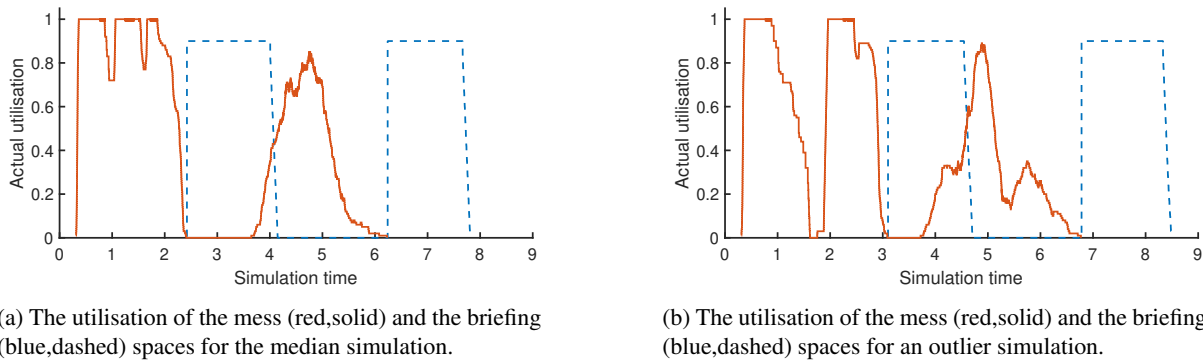 Actual utilisation
1
0.8
0.6
0.4
0.2
0
0 1 2 3 4 5 6 7 8 9
Simulation time
(a) The utilisation of the mess (red,solid) and the briefing
(blue,dashed) spaces for the median simulation.
Actual utilisation
1
0.8
0.6
0.4
0.2
0
0 1 2 3 4 5 6 7 8 9
Simulation time
(b) The utilisation of the mess (red,solid) and the briefing
(blue,dashed) spaces for an outlier simulation.